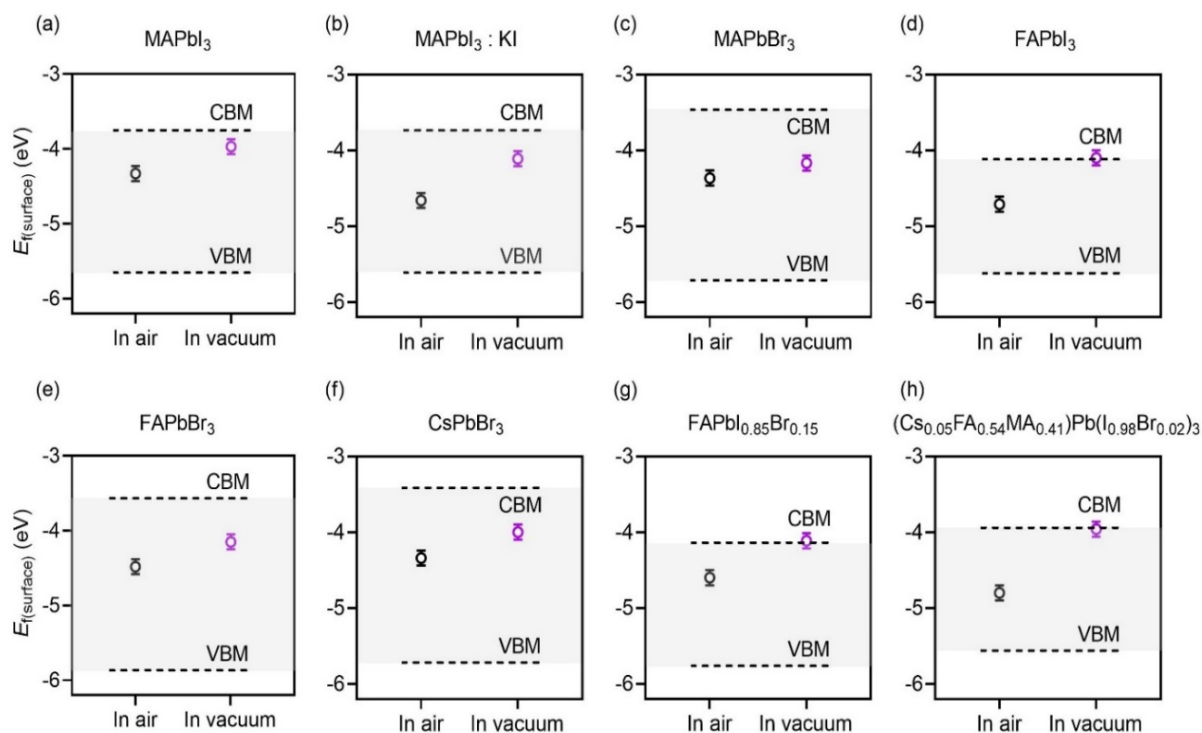 (a)
MAPbI₃
-3
CBM
-4
-5
VBM
-6
In air
In vacuum
E_f(surface) (eV)
(b)
MAPbI₃ : KI
-3
CBM
-4
-5
VBM
-6
In air
In vacuum
(c)
MAPbBr₃
-3
CBM
-4
-5
VBM
-6
In air
In vacuum
(d)
FAPbI₃
-3
CBM
-4
-5
VBM
-6
In air
In vacuum
(e)
FAPbBr₃
-3
CBM
-4
-5
VBM
-6
In air
In vacuum
E_f(surface) (eV)
(f)
CsPbBr₃
-3
CBM
-4
-5
VBM
-6
In air
In vacuum
(g)
FAPbI₀.₈₅Br₀.₁₅
-3
CBM
-4
-5
VBM
-6
In air
In vacuum
(h)
(Cs₀.₀₅FA₀.₅₄MA₀.₄₁)Pb(I₀.₉₈Br₀.₀₂)₃
-3
CBM
-4
-5
VBM
-6
In air
In vacuum